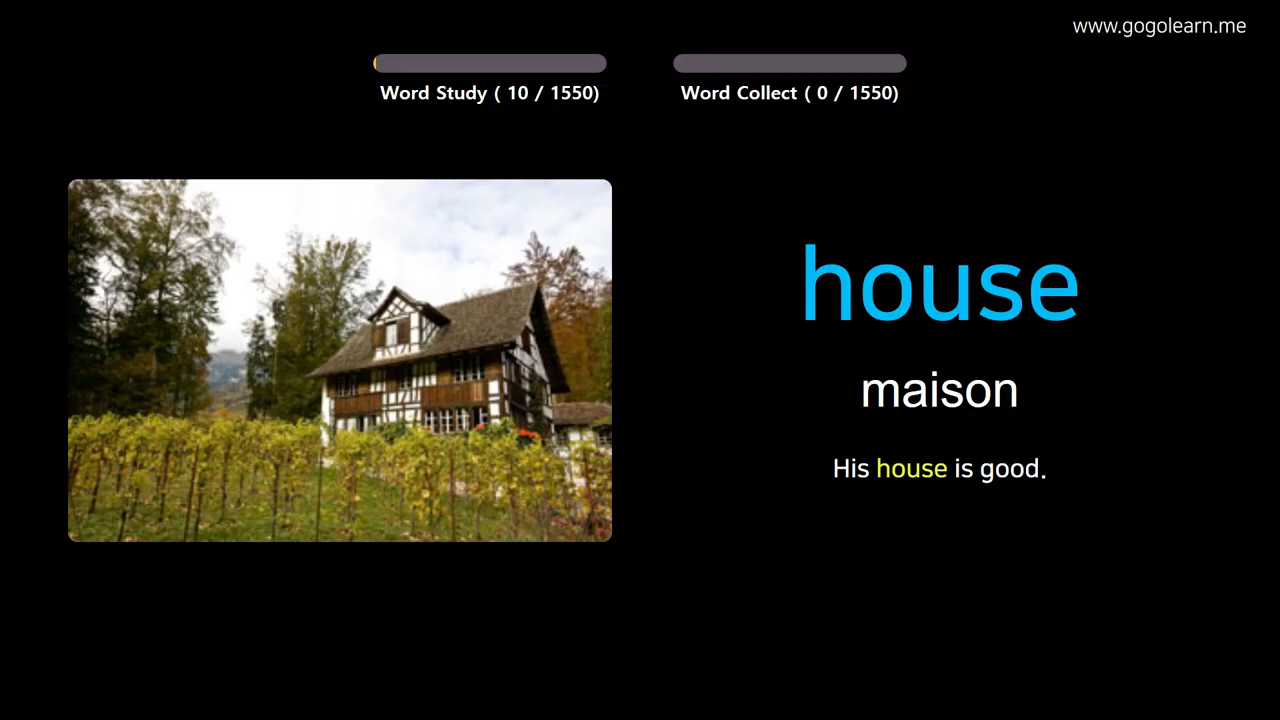 www.gogolearn.me
Word Study ( 10 / 1550)
Word Collect ( 0 / 1550)
house
maison
His house is good.